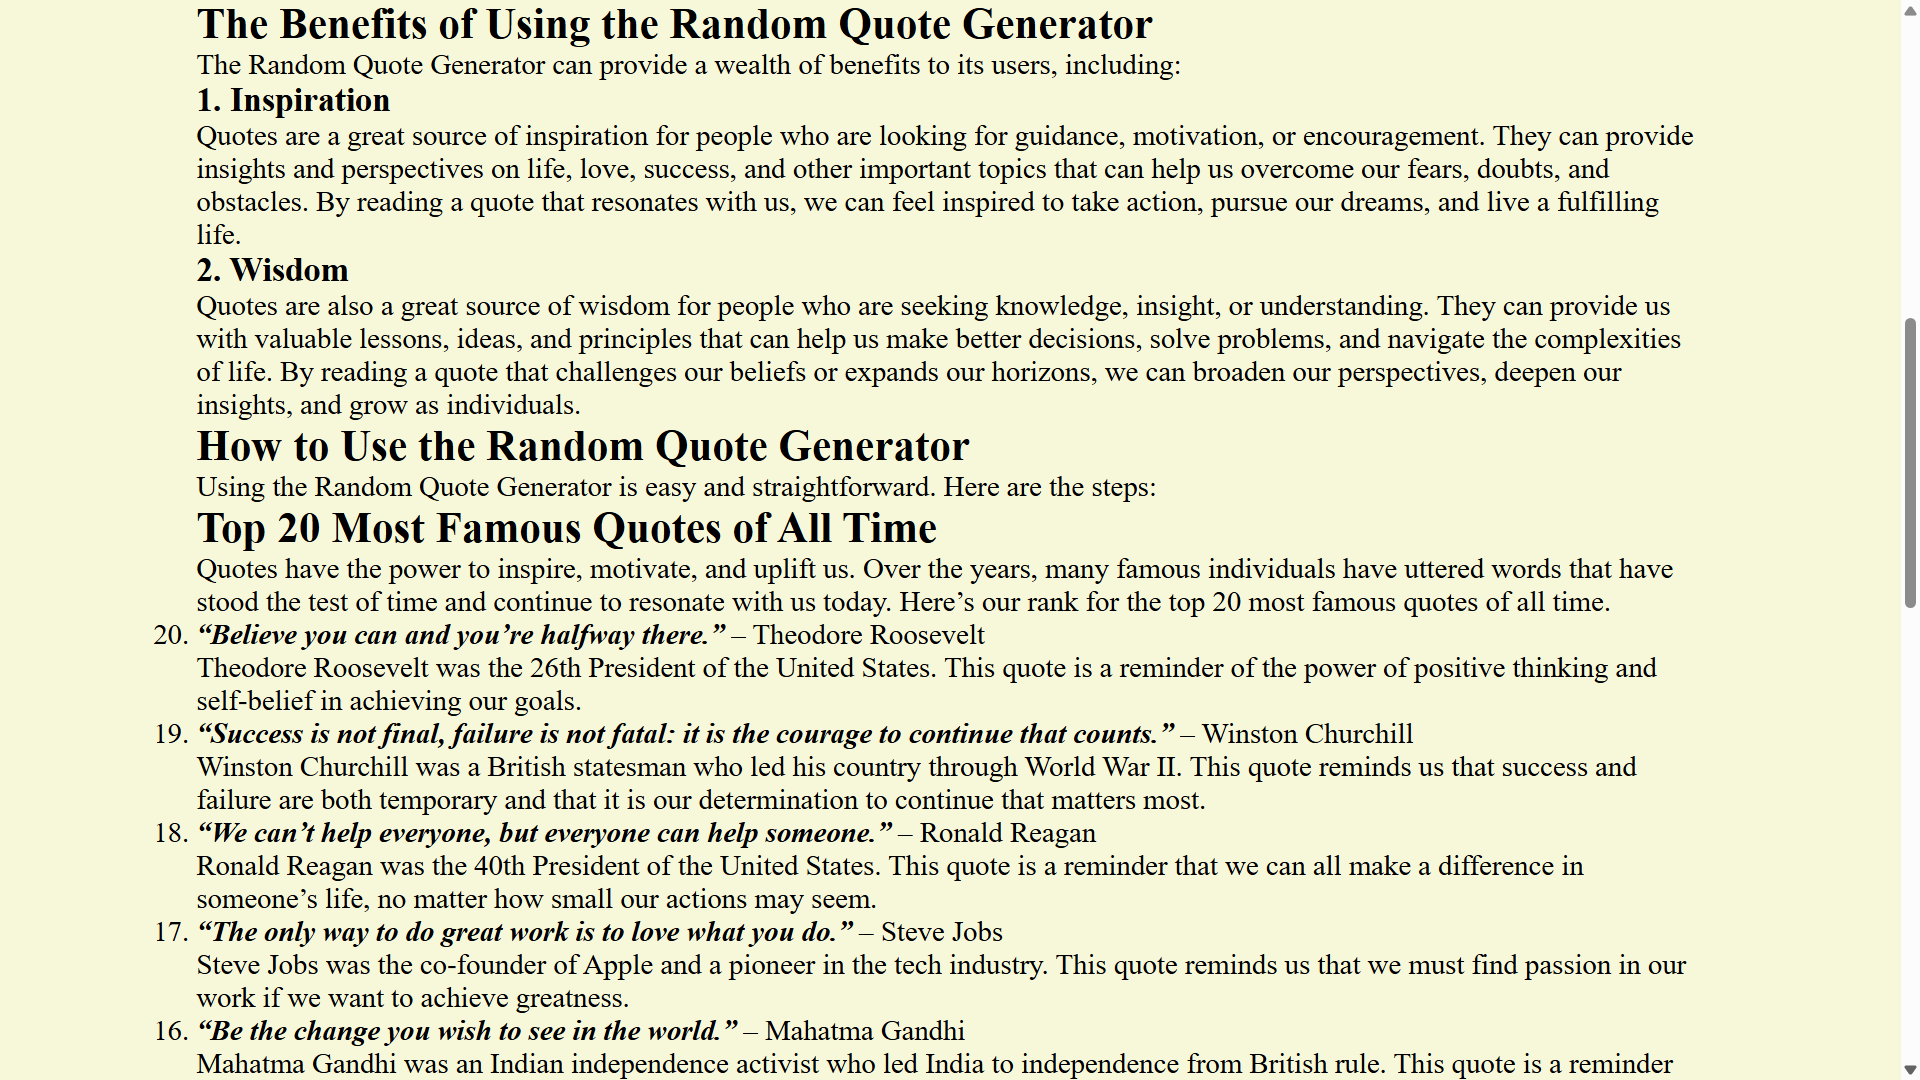 The Benefits of Using the Random Quote Generator
The Random Quote Generator can provide a wealth of benefits to its users, including:
1. Inspiration
Quotes are a great source of inspiration for people who are looking for guidance, motivation, or encouragement. They can provide
insights and perspectives on life, love, success, and other important topics that can help us overcome our fears, doubts, and
obstacles. By reading a quote that resonates with us, we can feel inspired to take action, pursue our dreams, and live a fulfilling
life.
2. Wisdom
Quotes are also a great source of wisdom for people who are seeking knowledge, insight, or understanding. They can provide us
with valuable lessons, ideas, and principles that can help us make better decisions, solve problems, and navigate the complexities
of life. By reading a quote that challenges our beliefs or expands our horizons, we can broaden our perspectives, deepen our
insights, and grow as individuals.
How to Use the Random Quote Generator
Using the Random Quote Generator is easy and straightforward. Here are the steps:
Top 20 Most Famous Quotes of All Time
Quotes have the power to inspire, motivate, and uplift us. Over the years, many famous individuals have uttered words that have
stood the test of time and continue to resonate with us today. Here’s our rank for the top 20 most famous quotes of all time.
20. “Believe you can and you’re halfway there.” – Theodore Roosevelt
Theodore Roosevelt was the 26th President of the United States. This quote is a reminder of the power of positive thinking and
self-belief in achieving our goals.
19. “Success is not final, failure is not fatal: it is the courage to continue that counts.” – Winston Churchill
Winston Churchill was a British statesman who led his country through World War II. This quote reminds us that success and
failure are both temporary and that it is our determination to continue that matters most.
18. “We can’t help everyone, but everyone can help someone.” – Ronald Reagan
Ronald Reagan was the 40th President of the United States. This quote is a reminder that we can all make a difference in
someone’s life, no matter how small our actions may seem.
17. “The only way to do great work is to love what you do.” – Steve Jobs
Steve Jobs was the co-founder of Apple and a pioneer in the tech industry. This quote reminds us that we must find passion in our
work if we want to achieve greatness.
16. “Be the change you wish to see in the world.” – Mahatma Gandhi
Mahatma Gandhi was an Indian independence activist who led India to independence from British rule. This quote is a reminder